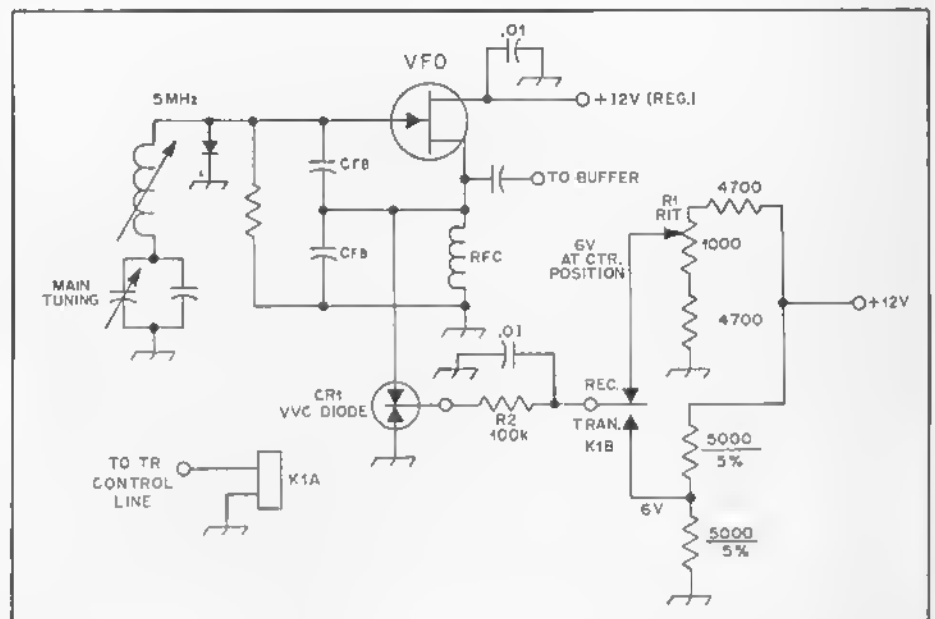 .01
VFO
5MHz
+12V (REG.)
CFB
TO BUFFER
4700
R1
RIT
1000
6V
AT CTR.
POSITION
CFB
RFC
MAIN
TUNING
4700
+12V
.01
CR1
VVC DIODE
R2
100k
REC.
TRAN.
K1B
5000
5%
TO TR
CONTROL
LINE
K1A
6V
5000
5%